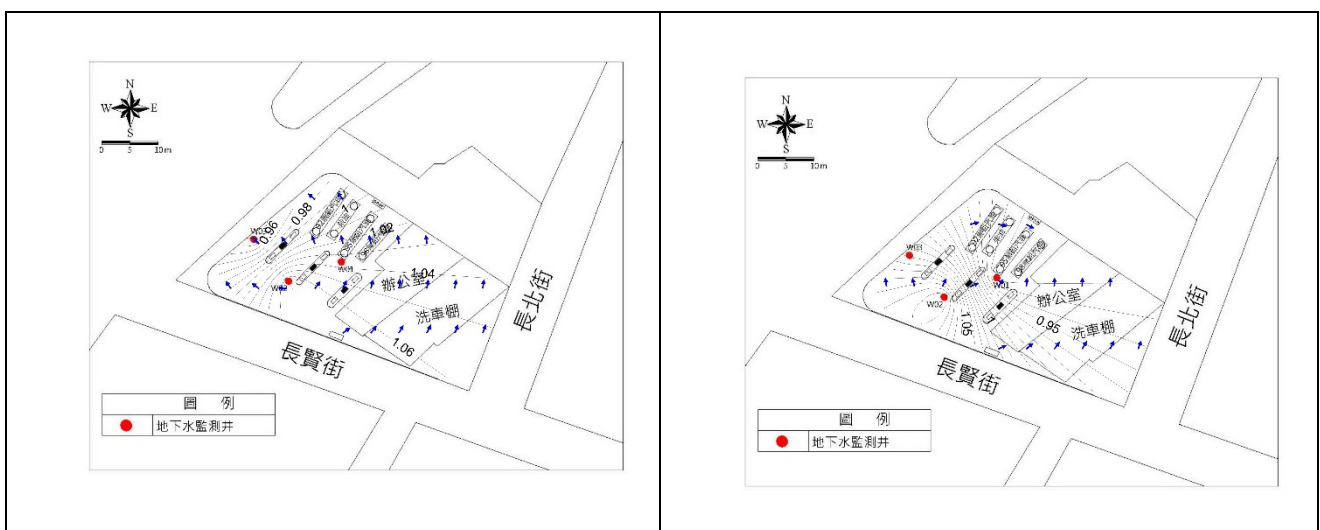 N
W E
S
0 5 10m
0.98
0.96
1
1.02
W03
W01
W02
1.04
辦公室
洗車棚
1.06
長北街
長賢街
圖 例
地下水監測井
N
W E
S
0 5 10m
W03
W01
W02
辦公室
1.05
0.95
洗車棚
長北街
長賢街
圖 例
地下水監測井